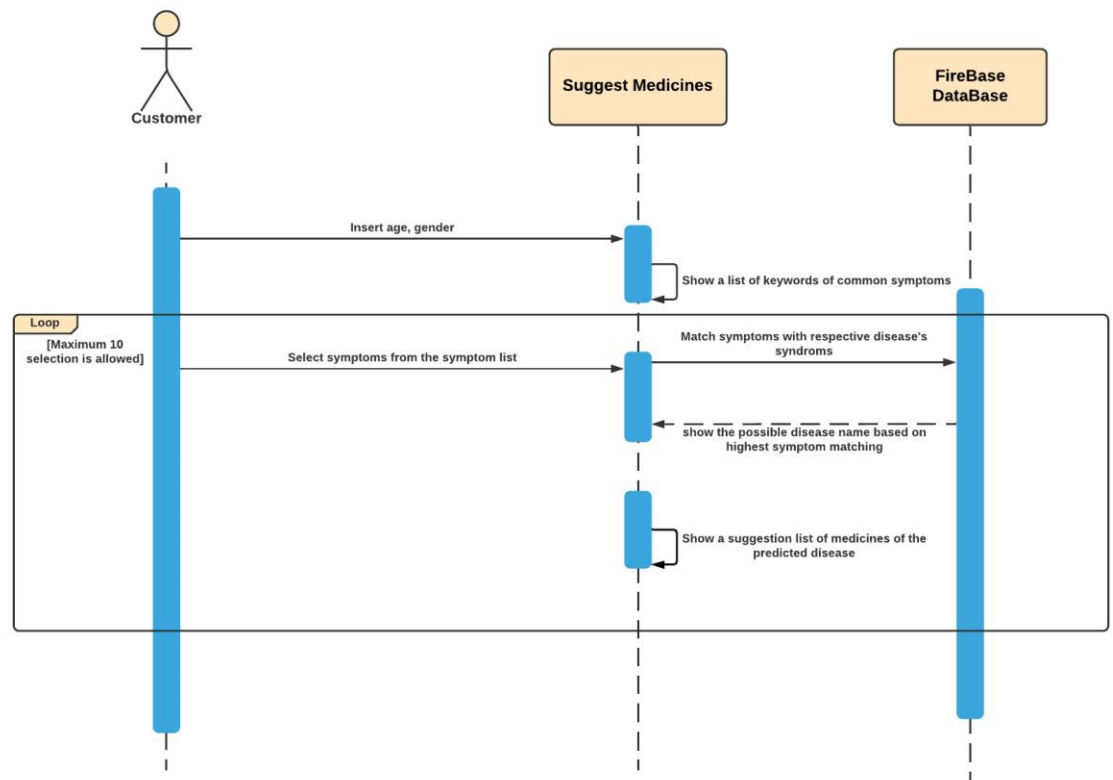 Customer
Suggest Medicines
FireBase
DataBase
Insert age, gender
Show a list of keywords of common symptoms
Loop
[Maximum 10
selection is allowed]
Select symptoms from the symptom list
Match symptoms with respective disease's
syndroms
show the possible disease name based on
highest symptom matching
Show a suggestion list of medicines of the
predicted disease